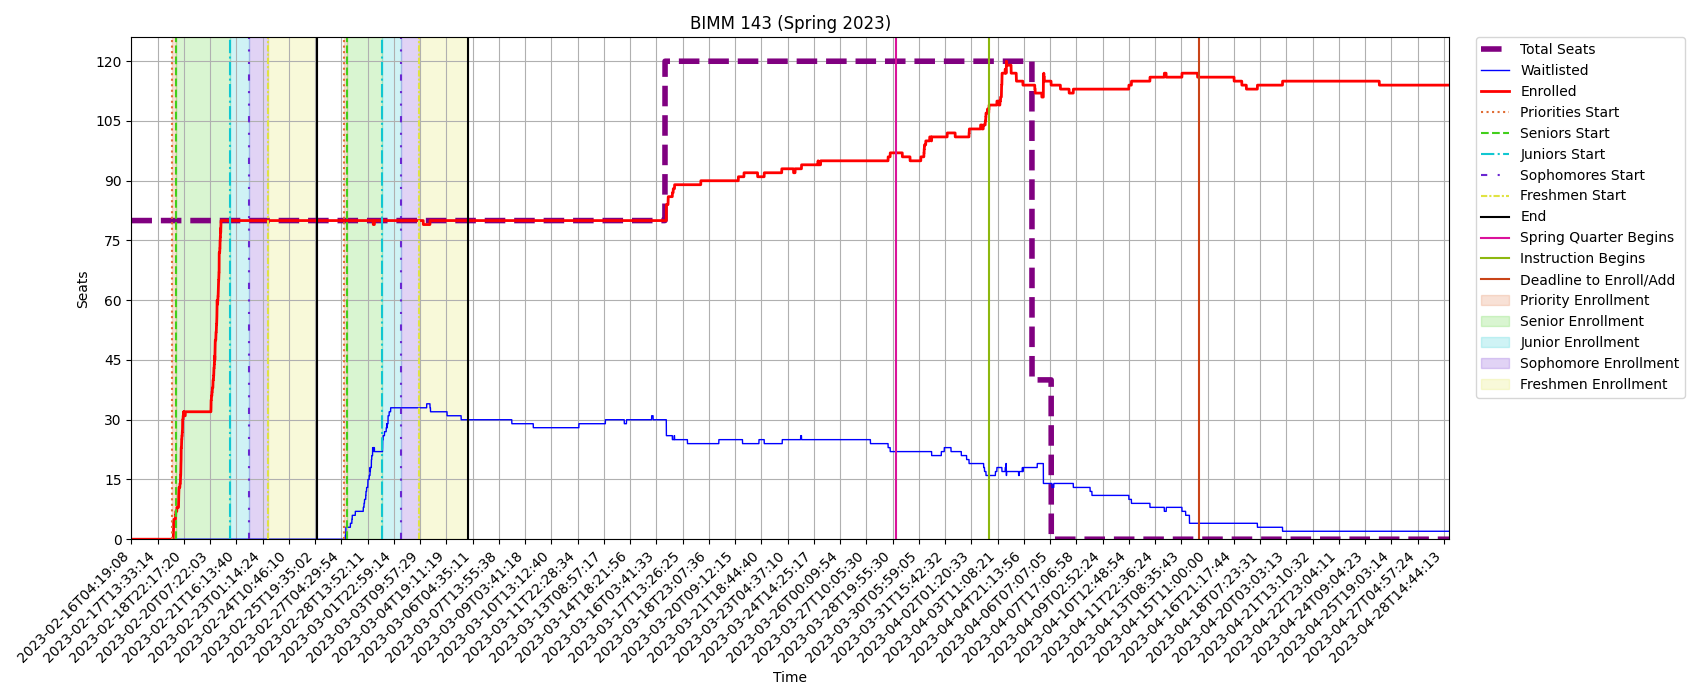 BIMM 143 (Spring 2023)
Seats
120
105
90
75
60
45
30
15
0
2023-02-16T04:19:08
2023-02-17T13:33:14
2023-02-18T22:17:20
2023-02-20T07:22:03
2023-02-21T16:13:40
2023-02-23T01:14:24
2023-02-24T10:46:10
2023-02-25T19:35:02
2023-02-27T04:29:54
2023-02-28T13:52:11
2023-03-01T22:59:14
2023-03-03T09:57:29
2023-03-04T19:11:19
2023-03-06T04:35:11
2023-03-07T13:55:38
2023-03-09T03:41:18
2023-03-10T13:12:40
2023-03-11T22:28:34
2023-03-13T08:57:17
2023-03-14T18:21:56
2023-03-16T03:41:33
2023-03-17T13:26:25
2023-03-18T23:07:36
2023-03-20T09:12:15
2023-03-21T18:44:40
2023-03-23T04:37:10
2023-03-24T14:25:17
2023-03-26T00:09:54
2023-03-27T10:05:30
2023-03-28T19:55:30
2023-03-30T05:59:05
2023-03-31T15:42:32
2023-04-02T01:20:33
2023-04-03T11:08:21
2023-04-04T21:13:56
2023-04-06T07:07:05
2023-04-07T17:06:58
2023-04-09T02:52:24
2023-04-10T12:48:54
2023-04-11T22:36:24
2023-04-13T08:35:43
2023-04-15T11:00:00
2023-04-16T21:17:44
2023-04-18T07:23:31
2023-04-20T03:03:13
2023-04-21T13:10:32
2023-04-22T23:04:11
2023-04-24T09:04:23
2023-04-25T19:03:14
2023-04-27T04:57:24
2023-04-28T14:44:13
Time
Total Seats
Waitlisted
Enrolled
Priorities Start
Seniors Start
Juniors Start
Sophomores Start
Freshmen Start
End
Spring Quarter Begins
Instruction Begins
Deadline to Enroll/Add
Priority Enrollment
Senior Enrollment
Junior Enrollment
Sophomore Enrollment
Freshmen Enrollment